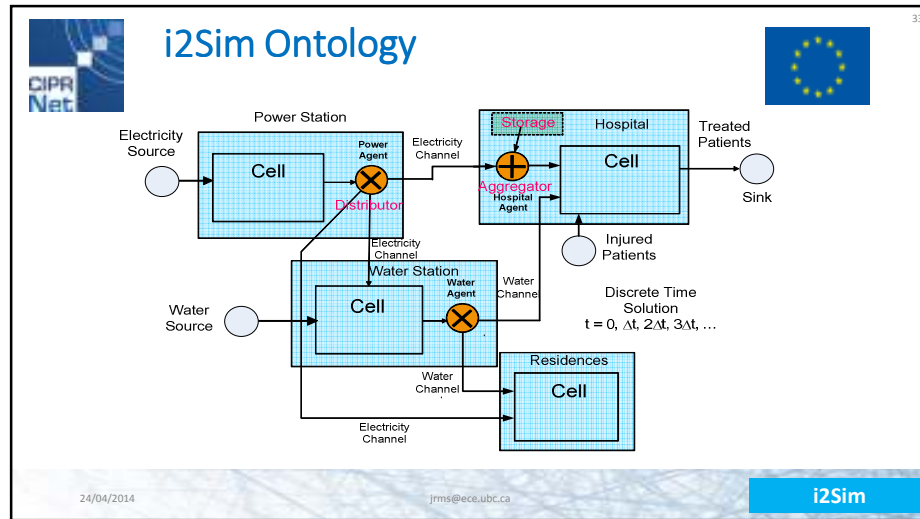 33
i2Sim Ontology
CIPR
Net
Power Station
Electricity
Source
Cell
Power
Agent
Distributor
Electricity
Channel
Storage
Hospital
Aggregator
Hospital
Agent
Cell
Treated
Patients
Sink
Injured
Patients
Electricity
Channel
Water Station
Water
Source
Cell
Water
Agent
Water
Channel
Discrete Time
Solution
t = 0, Δt, 2Δt, 3Δt, ...
Water
Channel
Residences
Cell
Electricity
Channel
24/04/2014
jrms@ece.ubc.ca
i2Sim